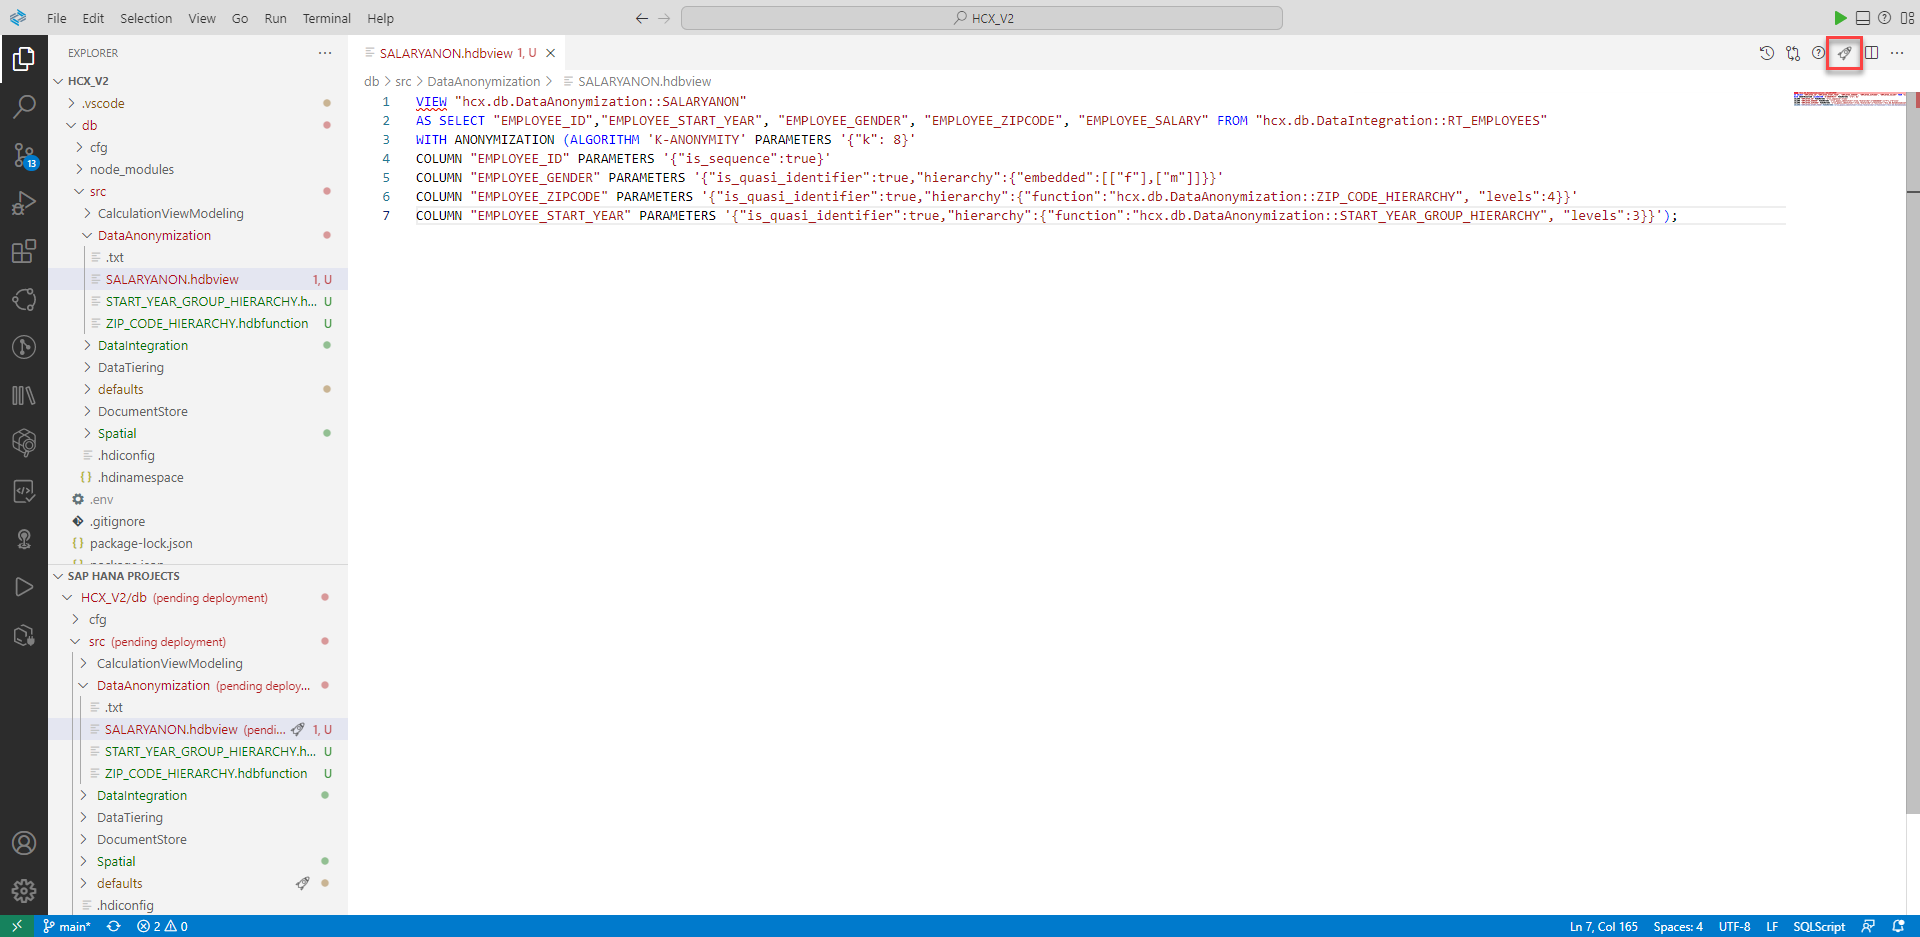 File Edit Selection View Go Run Terminal Help
HCX_V2
EXPLORER
HCX_V2
.vscode
db
cfg
node_modules
src
CalculationViewModeling
DataAnonymization
.txt
SALARYANON.hdbview 1, U
START_YEAR_GROUP_HIERARCHY.h... U
ZIP_CODE_HIERARCHY.hdbfunction U
DataIntegration
DataTiering
defaults
DocumentStore
Spatial
.hdiconfig
{} .hdinamespace
.env
.gitignore
{} package-lock.json
SAP HANA PROJECTS
HCX_V2/db (pending deployment)
cfg
src (pending deployment)
CalculationViewModeling
DataAnonymization (pending deploy...
.txt
SALARYANON.hdbview (pendi... 1, U
START_YEAR_GROUP_HIERARCHY.h... U
ZIP_CODE_HIERARCHY.hdbfunction U
DataIntegration
DataTiering
DocumentStore
Spatial
defaults
.hdiconfig
13
SALARYANON.hdbview 1, U
db > src > DataAnonymization > SALARYANON.hdbview
1 VIEW "hcx.db.DataAnonymization::SALARYANON"
2 AS SELECT "EMPLOYEE_ID","EMPLOYEE_START_YEAR", "EMPLOYEE_GENDER", "EMPLOYEE_ZIPCODE", "EMPLOYEE_SALARY" FROM "hcx.db.DataIntegration::RT_EMPLOYEES"
3 WITH ANONYMIZATION (ALGORITHM 'K-ANONYMITY' PARAMETERS '{"k": 8}'
4 COLUMN "EMPLOYEE_ID" PARAMETERS '{"is_sequence":true}'
5 COLUMN "EMPLOYEE_GENDER" PARAMETERS '{"is_quasi_identifier":true,"hierarchy":{"embedded":[["f"],["m"]]}}'
6 COLUMN "EMPLOYEE_ZIPCODE" PARAMETERS '{"is_quasi_identifier":true,"hierarchy":{"function":"hcx.db.DataAnonymization::ZIP_CODE_HIERARCHY", "levels":4}}'
7 COLUMN "EMPLOYEE_START_YEAR" PARAMETERS '{"is_quasi_identifier":true,"hierarchy":{"function":"hcx.db.DataAnonymization::START_YEAR_GROUP_HIERARCHY", "levels":3}}');
main* 2 0
Ln 7, Col 165 Spaces: 4 UTF-8 LF SQLScript